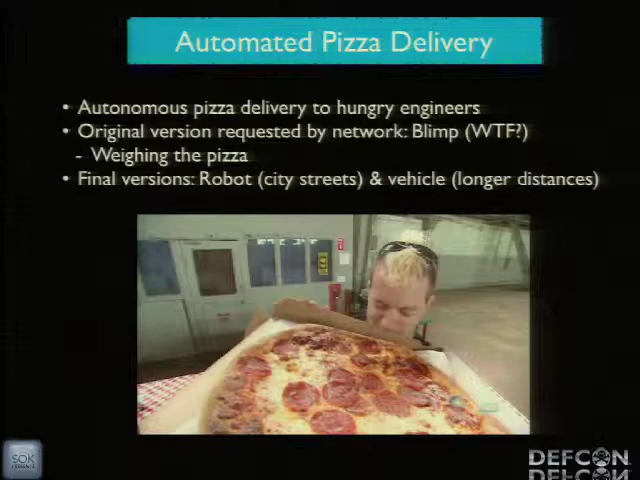 Automated Pizza Delivery
• Autonomous pizza delivery to hungry engineers
• Original version requested by network: Blimp (WTF?)
- Weighing the pizza
• Final versions: Robot (city streets) & vehicle (longer distances)
SOK
DEFCON